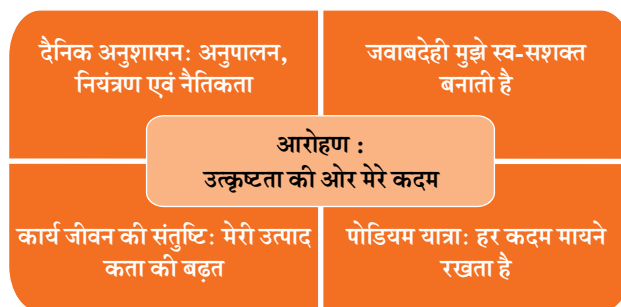 दैनिक अनुशासन: अनुपालन,
नियंत्रण एवं नैतिकता
जवाबदेही मुझे स्व-सशक्त
बनाती है
आरोहण :
उत्कृष्टता की ओर मेरे कदम
कार्य जीवन की संतुष्टि: मेरी उत्पाद
कता की बढ़त
पोडियम यात्रा: हर कदम मायने
रखता है